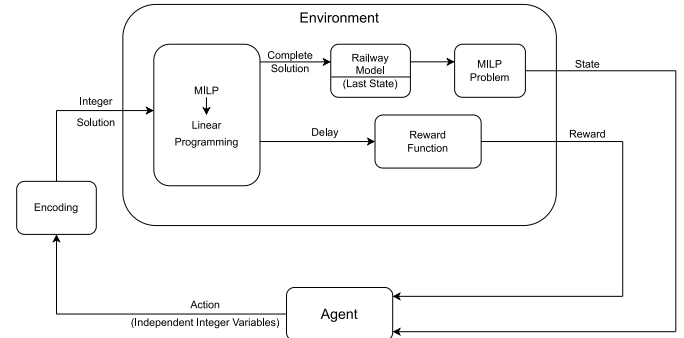 Environment
Complete
Solution
Railway
Model
(Last State)
MILP
Problem
State
MILP
Linear
Programming
Integer
Solution
Delay
Reward
Function
Reward
Encoding
Action
(Independent Integer Variables)
Agent